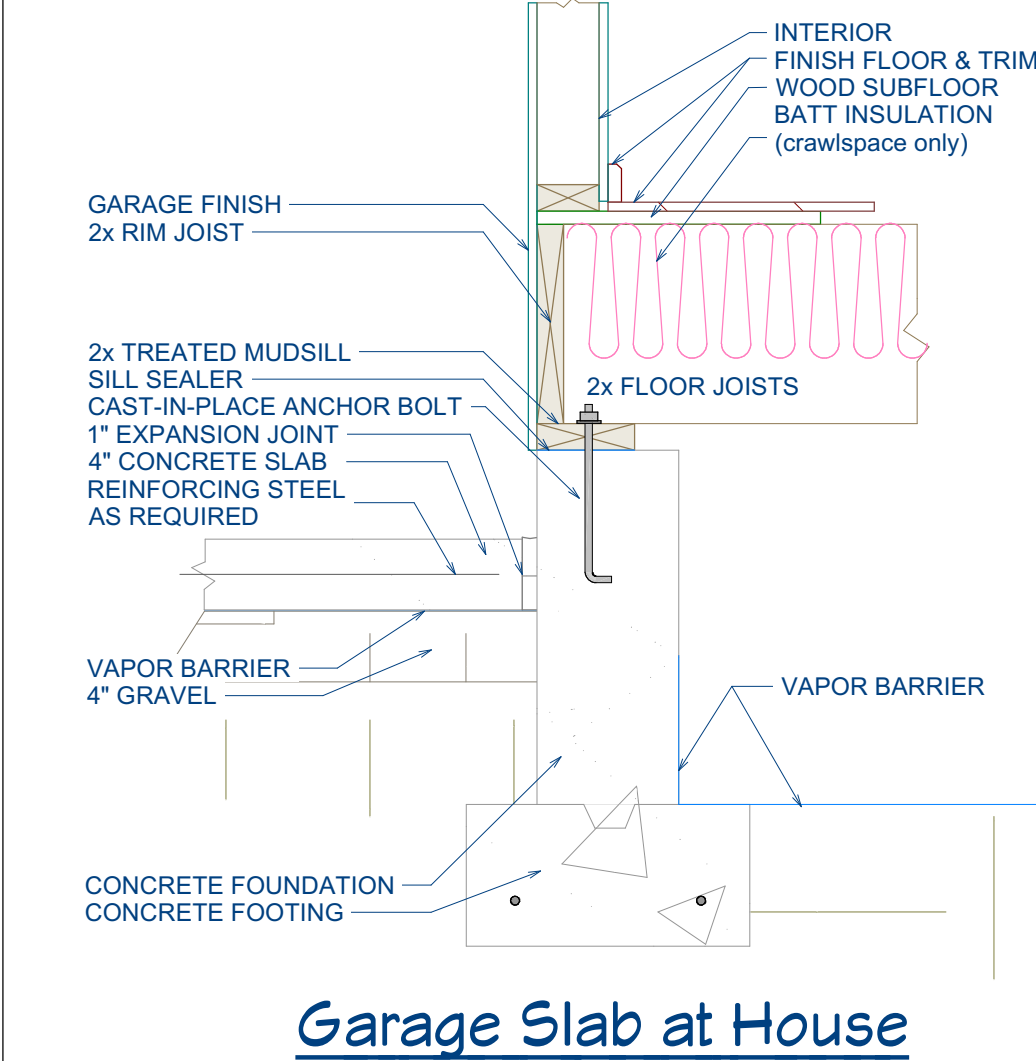 INTERIOR
FINISH FLOOR & TRIM
WOOD SUBFLOOR
BATT INSULATION
(crawlspace only)
GARAGE FINISH
2x RIM JOIST
2x TREATED MUDSILL
SILL SEALER
CAST-IN-PLACE ANCHOR BOLT
1" EXPANSION JOINT
4" CONCRETE SLAB
REINFORCING STEEL
AS REQUIRED
2x FLOOR JOISTS
VAPOR BARRIER
4" GRAVEL
VAPOR BARRIER
CONCRETE FOUNDATION
CONCRETE FOOTING
Garage Slab at House